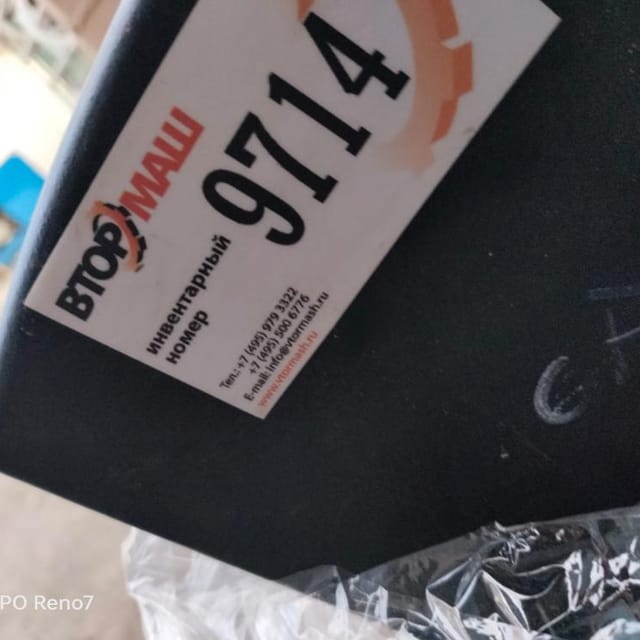 ВТОРМАШ
инвентарный
номер
9714
Тел.: +7 (495) 979 3322
+7 (495) 500 6776
E-mail: info@vtormash.ru
www.vtormash.ru
PO Reno7